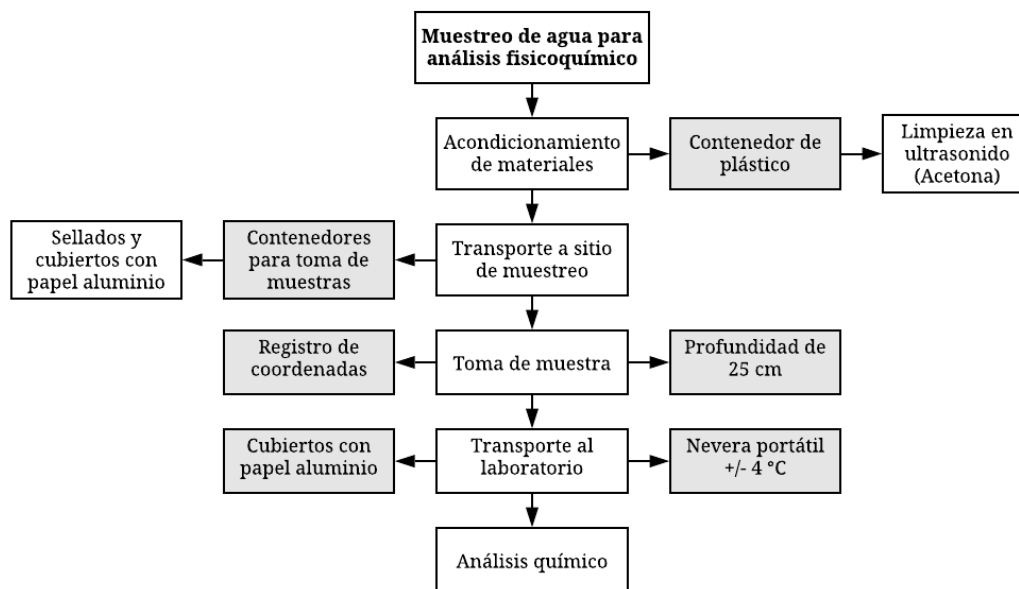 Muestreo de agua para
análisis fisicoquímico
Acondicionamiento
de materiales
Contenedor de
plástico
Limpieza en
ultrasonido
(Acetona)
Sellados y
cubiertos con
papel aluminio
Contenedores
para toma de
muestras
Transporte a sitio
de muestreo
Registro de
coordenadas
Toma de muestra
Profundidad de
25 cm
Cubiertos con
papel aluminio
Transporte al
laboratorio
Nevera portátil
+/- 4 °C
Análisis químico